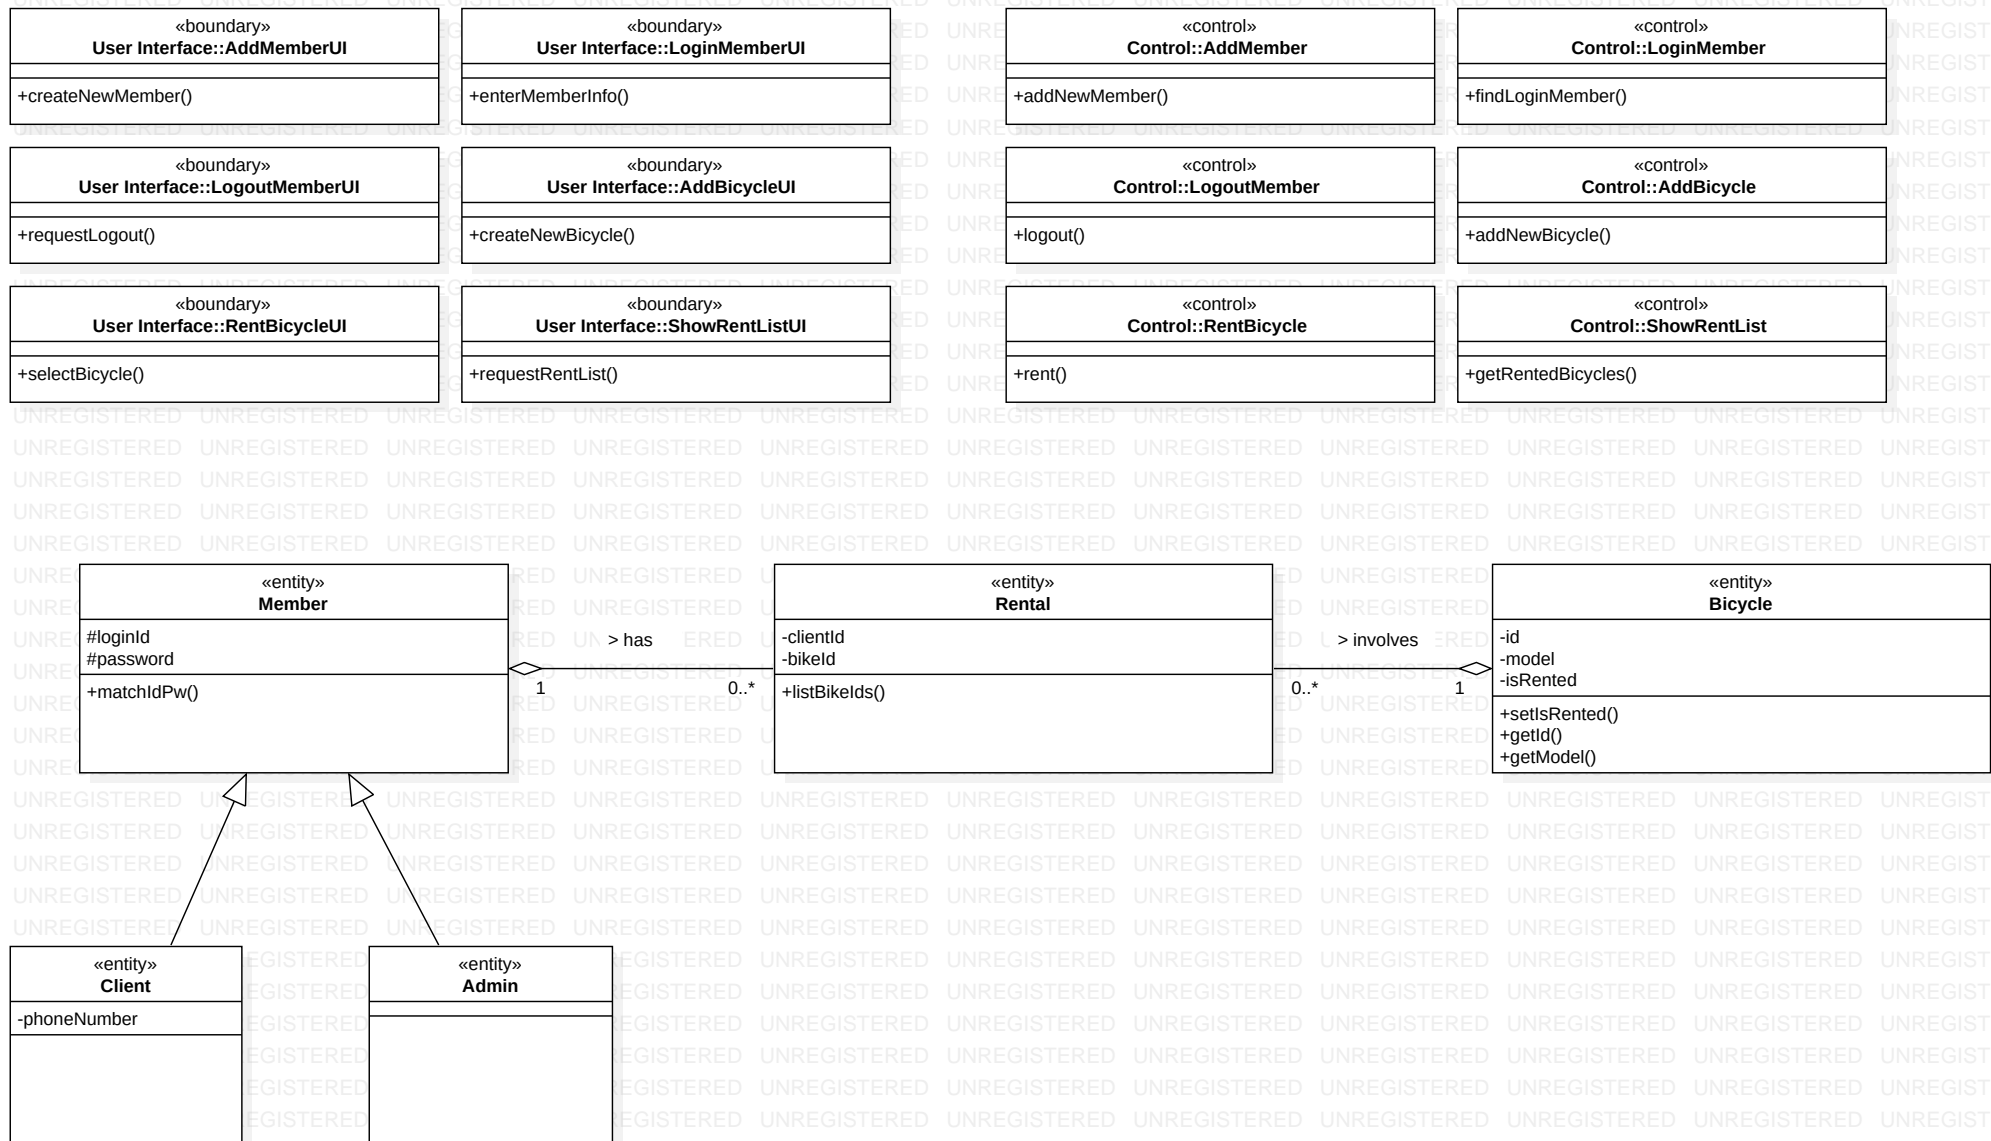 «boundary»
User Interface::AddMemberUI
+createNewMember()
«boundary»
User Interface::LoginMemberUI
+enterMemberInfo()
«control»
Control::AddMember
+addNewMember()
«control»
Control::LoginMember
+findLoginMember()
«boundary»
User Interface::LogoutMemberUI
+requestLogout()
«boundary»
User Interface::AddBicycleUI
+createNewBicycle()
«control»
Control::LogoutMember
+logout()
«control»
Control::AddBicycle
+addNewBicycle()
«boundary»
User Interface::RentBicycleUI
+selectBicycle()
«boundary»
User Interface::ShowRentListUI
+requestRentList()
«control»
Control::RentBicycle
+rent()
«control»
Control::ShowRentList
+getRentedBicycles()
«entity»
Member
#loginId
#password
+matchIdPw()
> has
1
0..*
«entity»
Rental
-clientId
-bikeId
+listBikeIds()
> involves
0..*
1
«entity»
Bicycle
-id
-model
-isRented
+setIsRented()
+getId()
+getModel()
«entity»
Client
-phoneNumber
«entity»
Admin
UNREGISTERED